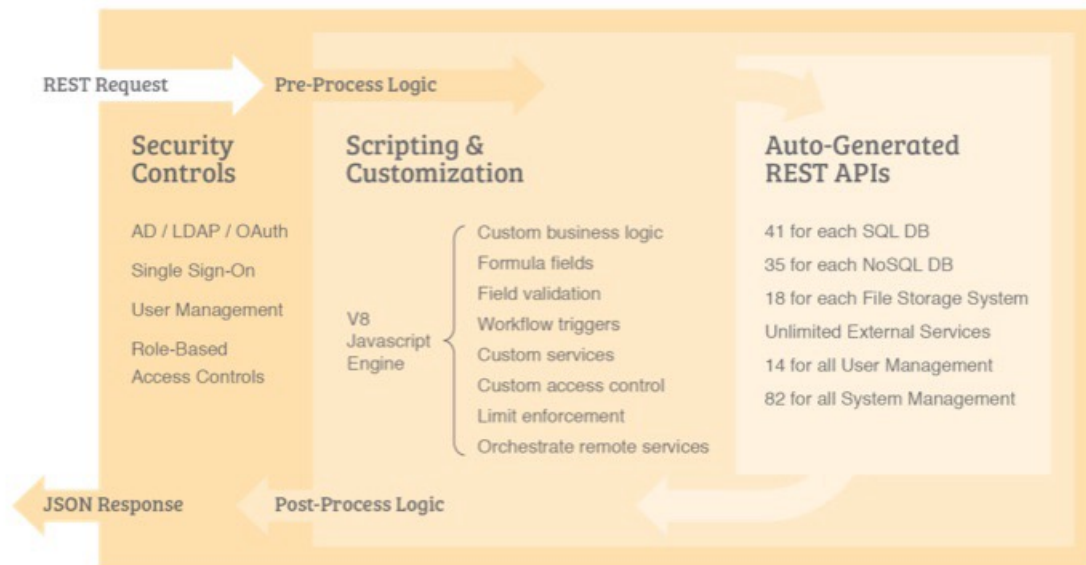 REST Request
Pre-Process Logic
Security
Controls
AD / LDAP / OAuth
Single Sign-On
User Management
Role-Based
Access Controls
Scripting &
Customization
V8
Javascript
Engine
Custom business logic
Formula fields
Field validation
Workflow triggers
Custom services
Custom access control
Limit enforcement
Orchestrate remote services
Auto-Generated
REST APIs
41 for each SQL DB
35 for each NoSQL DB
18 for each File Storage System
Unlimited External Services
14 for all User Management
82 for all System Management
JSON Response
Post-Process Logic